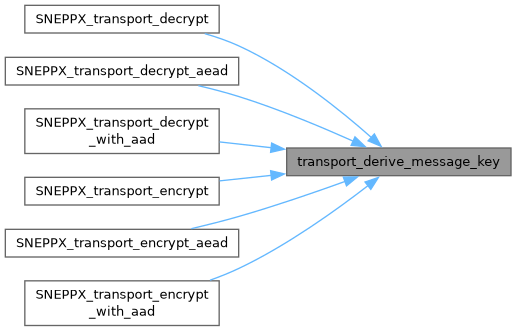 SNEPPX_transport_decrypt
SNEPPX_transport_decrypt_aead
SNEPPX_transport_decrypt
_with_aad
transport_derive_message_key
SNEPPX_transport_encrypt
SNEPPX_transport_encrypt_aead
SNEPPX_transport_encrypt
_with_aad